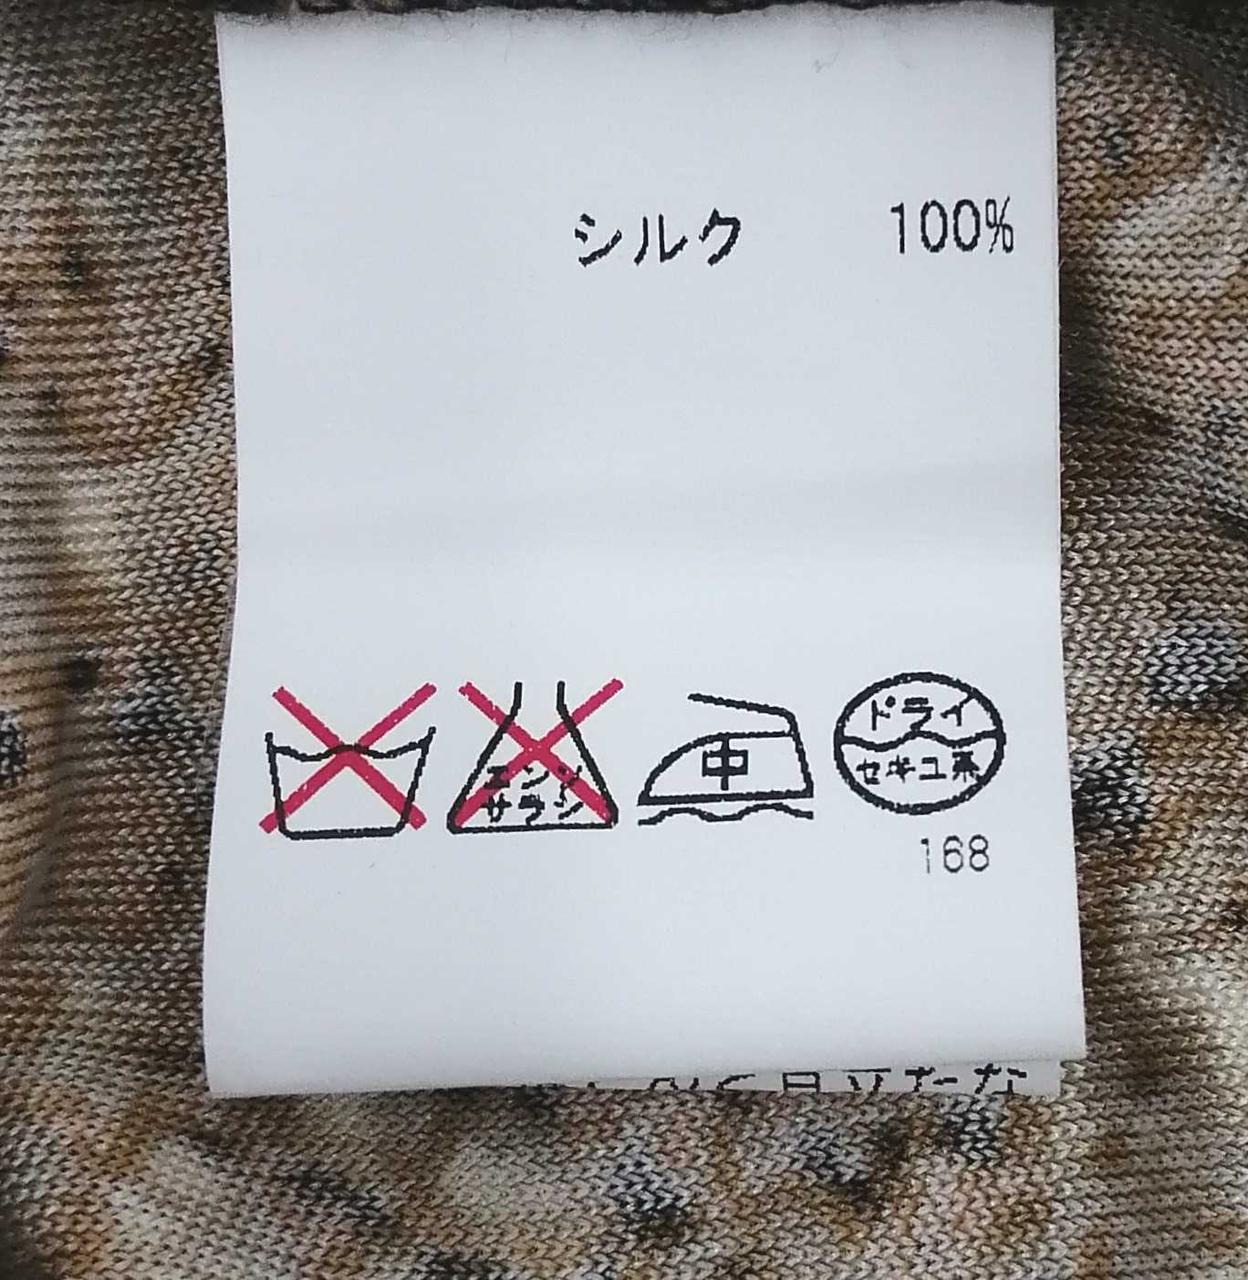 シルク 100%
エンソ
サラシ
中
ドライ
セキユ系
168